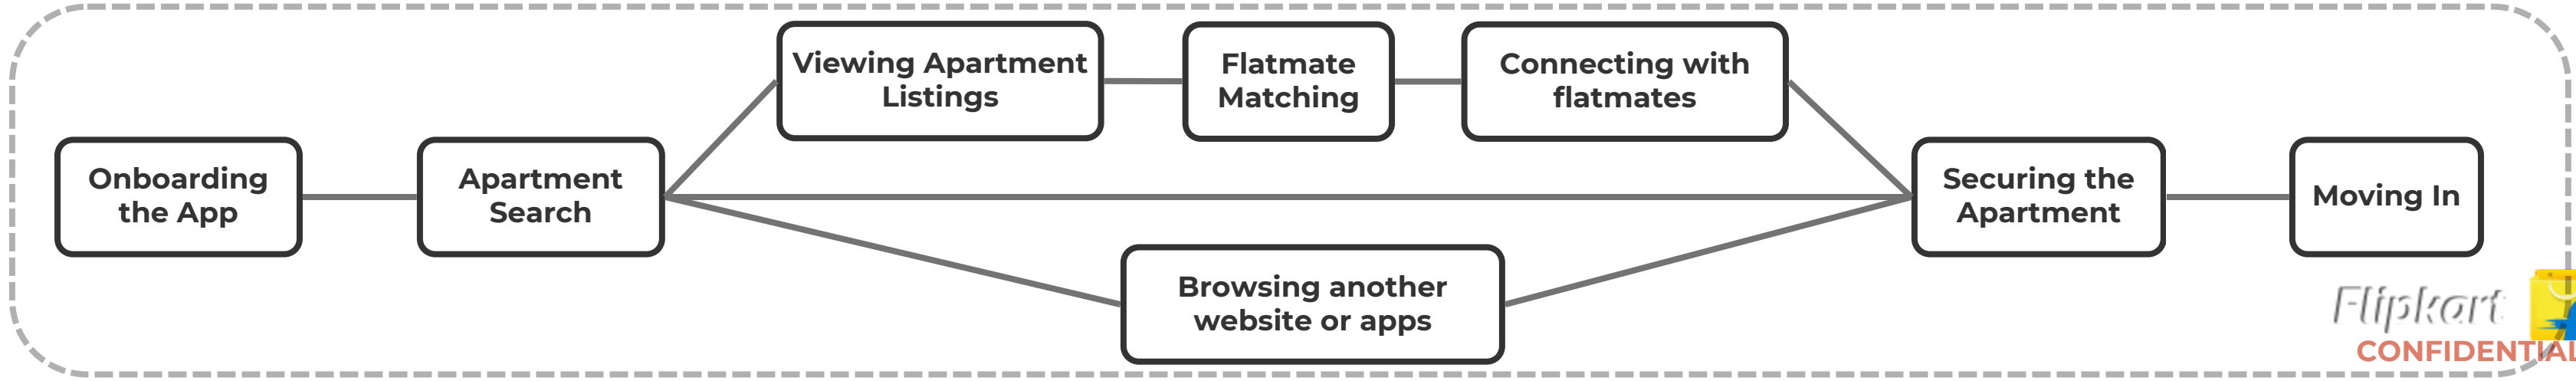 Onboarding
the App
Apartment
Search
Viewing Apartment
Listings
Flatmate
Matching
Connecting with
flatmates
Browsing another
website or apps
Securing the
Apartment
Moving In
Flipkart
CONFIDENTIAL